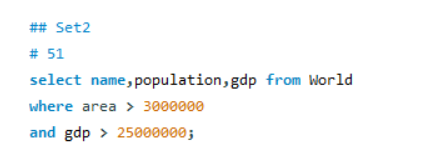 ## Set2
# 51
select name,population,gdp from World
where area > 3000000
and gdp > 25000000;